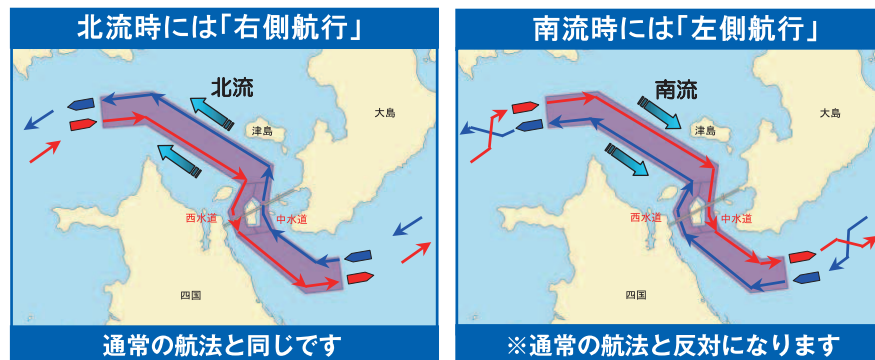 北流時には「右側航行」
北流
大島
津島
西水道
中水道
四国
通常の航法と同じです
南流時には「左側航行」
南流
大島
津島
西水道
中水道
四国
※通常の航法と反対になります